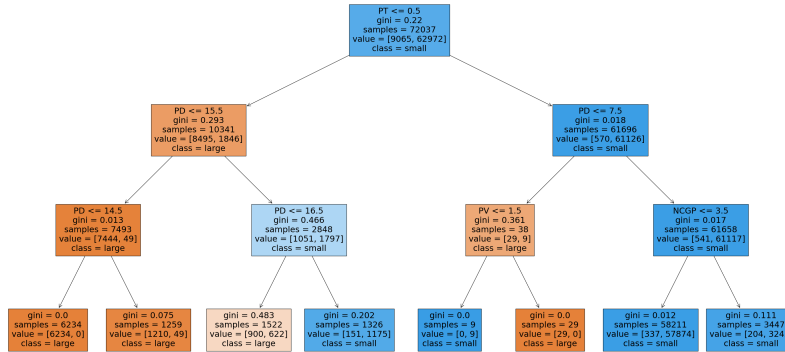 PT <= 0.5
gini = 0.22
samples = 72037
value = [9065, 62972]
class = small
PD <= 15.5
gini = 0.293
samples = 10341
value = [8495, 1846]
class = large
PD <= 7.5
gini = 0.018
samples = 61696
value = [570, 61126]
class = small
PD <= 14.5
gini = 0.013
samples = 7493
value = [7444, 49]
class = large
PD <= 16.5
gini = 0.466
samples = 2848
value = [1051, 1797]
class = small
PV <= 1.5
gini = 0.361
samples = 38
value = [29, 9]
class = large
NCGP <= 3.5
gini = 0.017
samples = 61658
value = [541, 61117]
class = small
gini = 0.0
samples = 6234
value = [6234, 0]
class = large
gini = 0.075
samples = 1259
value = [1210, 49]
class = large
gini = 0.483
samples = 1522
value = [900, 622]
class = large
gini = 0.202
samples = 1326
value = [151, 1175]
class = small
gini = 0.0
samples = 9
value = [0, 9]
class = small
gini = 0.0
samples = 29
value = [29, 0]
class = large
gini = 0.012
samples = 58211
value = [337, 57874]
class = small
gini = 0.111
samples = 3447
value = [204, 324
class = small